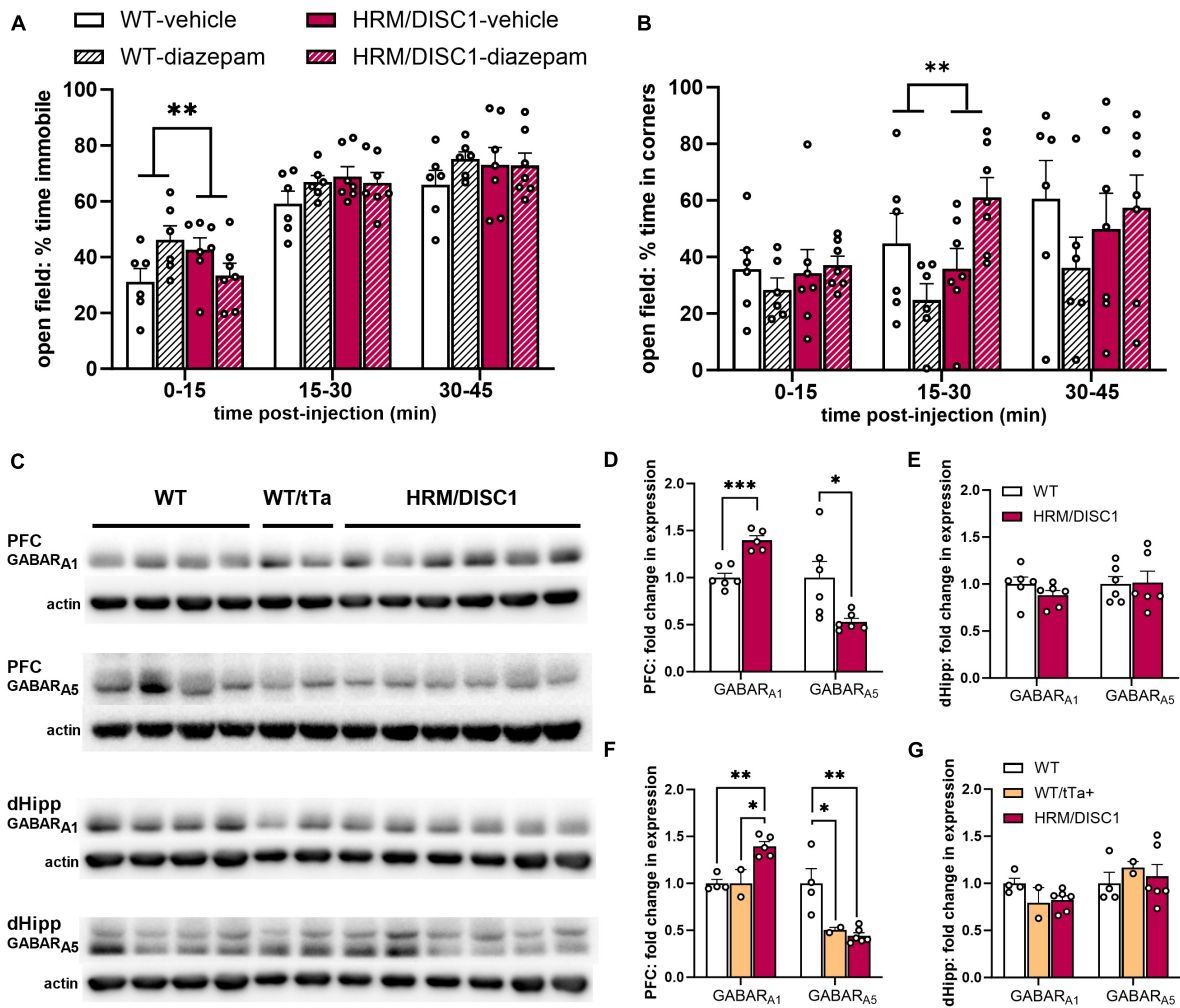 A
WT-vehicle
HRM/DISC1-vehicle
WT-diazepam
HRM/DISC1-diazepam
open field: % time immobile
100
80
60
40
20
0
**
0-15
15-30
30-45
time post-injection (min)
B
open field: % time in corners
100
80
60
40
20
0
**
0-15
15-30
30-45
time post-injection (min)
C
WT
WT/tTa
HRM/DISC1
PFC
GABARA1
actin
PFC
GABARA5
actin
dHipp
GABARA1
actin
dHipp
GABARA5
actin
D
PFC: fold change in expression
2.0
1.5
1.0
0.5
0.0
***
*
GABARA1
GABARA5
E
dHipp: fold change in expression
2.0
1.5
1.0
0.5
0.0
WT
HRM/DISC1
GABARA1
GABARA5
F
PFC: fold change in expression
2.0
1.5
1.0
0.5
0.0
**
*
**
*
GABARA1
GABARA5
G
dHipp: fold change in expression
2.0
1.5
1.0
0.5
0.0
WT
WT/tTa+
HRM/DISC1
GABARA1
GABARA5